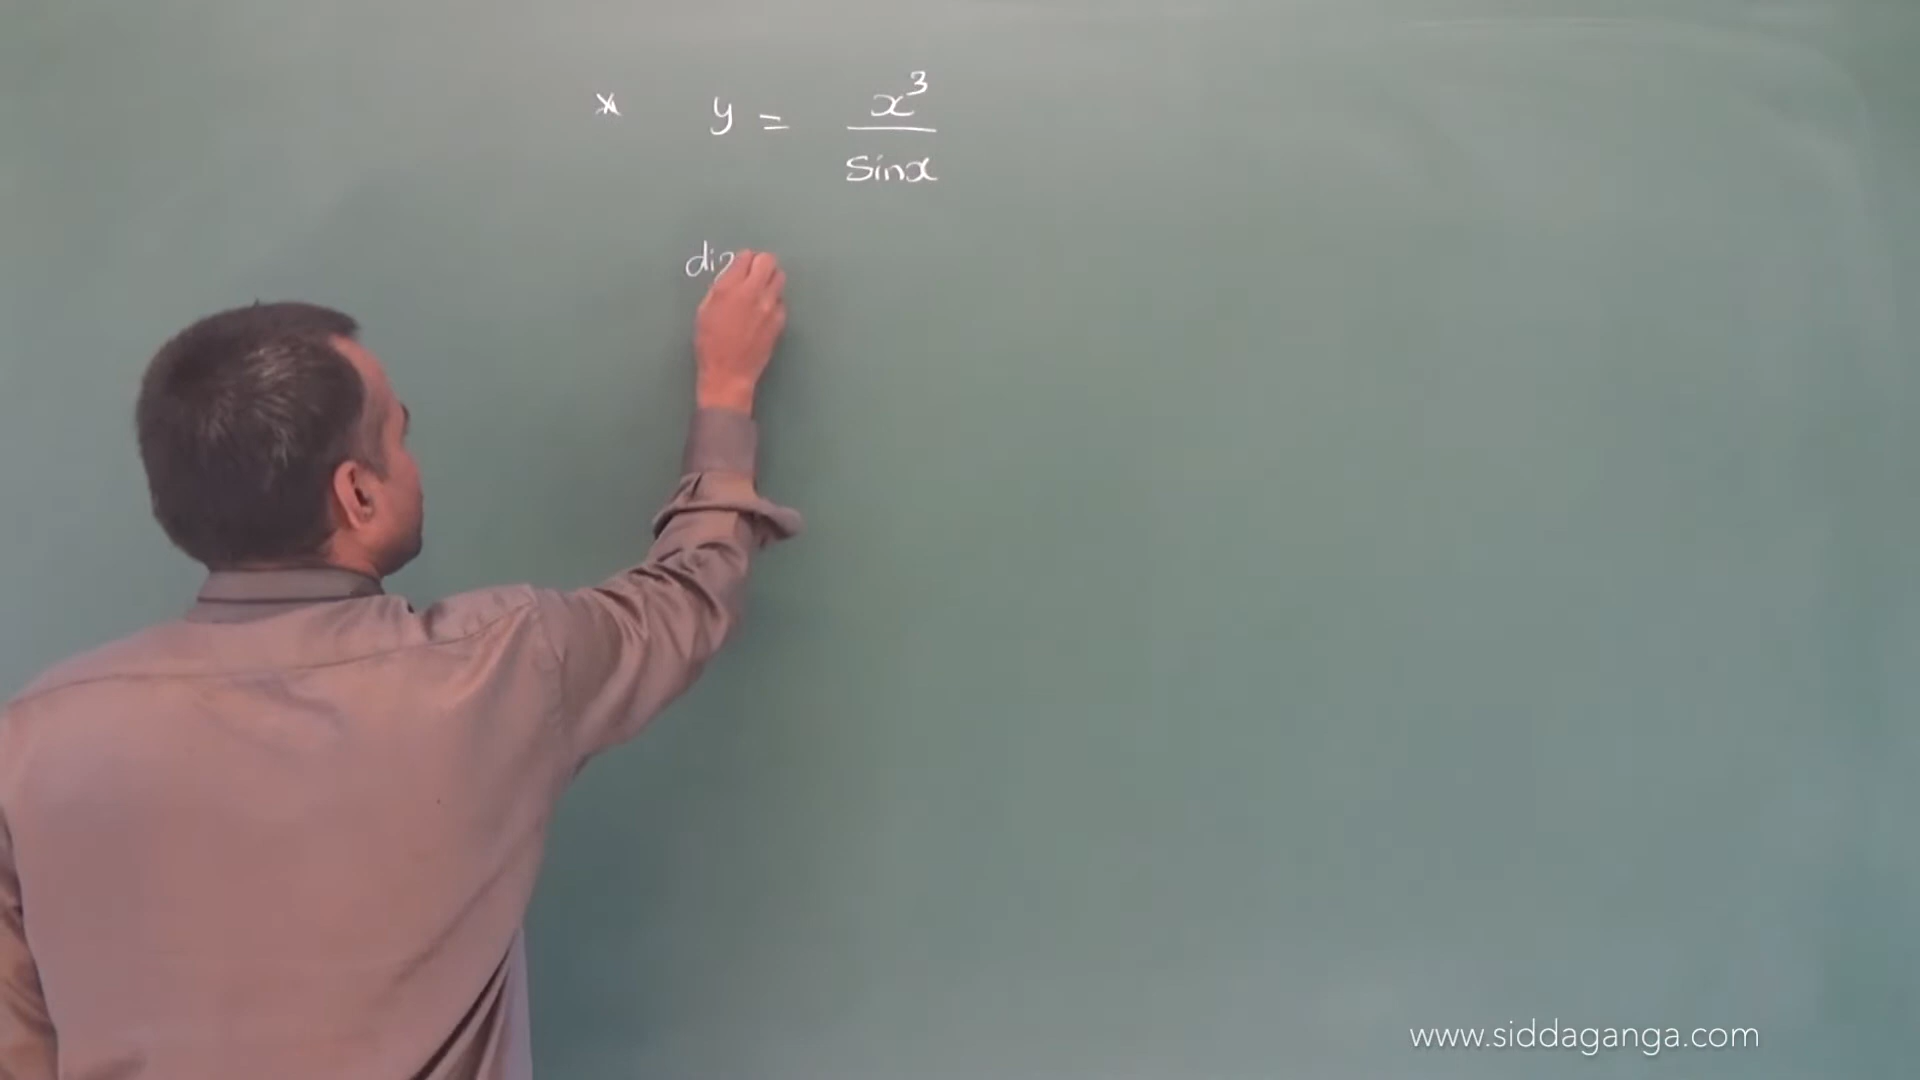 * y = x³ / sinx
di
www.siddaganga.com